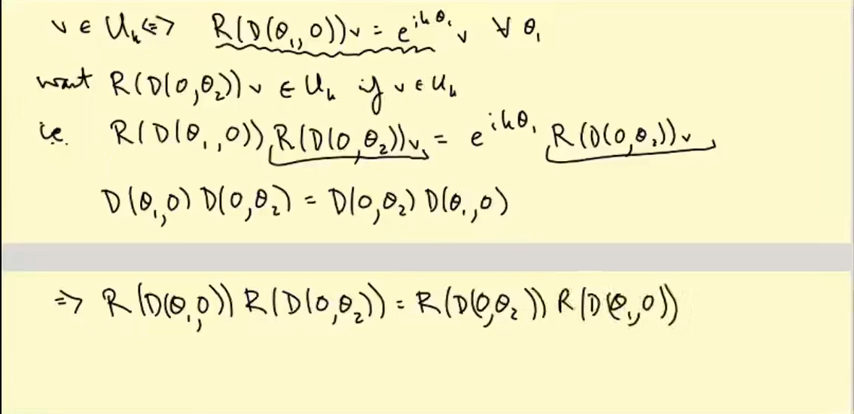 v ∈ U_k ⇔ R(D(θ₁,0))v = e^{ikθ₁} v ∀ θ₁
want R(D(0,θ₂))v ∈ U_k if v ∈ U_k
i.e. R(D(θ₁,0)) R(D(0,θ₂))v = e^{ikθ₁} R(D(0,θ₂))v
D(θ₁,0) D(0,θ₂) = D(0,θ₂) D(θ₁,0)
⇒ R(D(θ₁,0)) R(D(0,θ₂)) = R(D(0,θ₂)) R(D(θ₁,0))